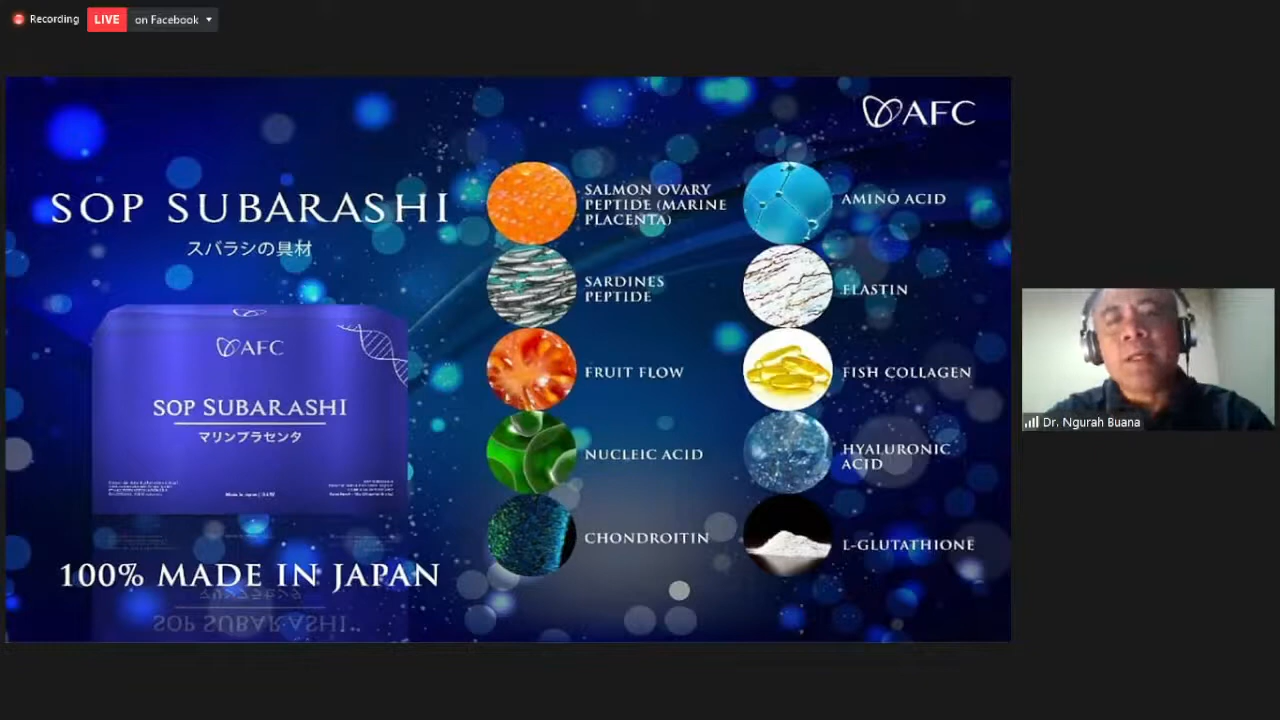 Recording
LIVE
on Facebook
AFC
SOP SUBARASHI
スバラシの具材
AFC
SOP SUBARASHI
マリンプラセンタ
100% MADE IN JAPAN
SOP SUBARASHI
SALMON OVARY
PEPTIDE (MARINE
PLACENTA)
SARDINES
PEPTIDE
FRUIT FLOW
NUCLEIC ACID
CHONDROITIN
AMINO ACID
ELASTIN
FISH COLLAGEN
HYALURONIC
ACID
L-GLUTATHIONE
Dr. Ngurah Buana